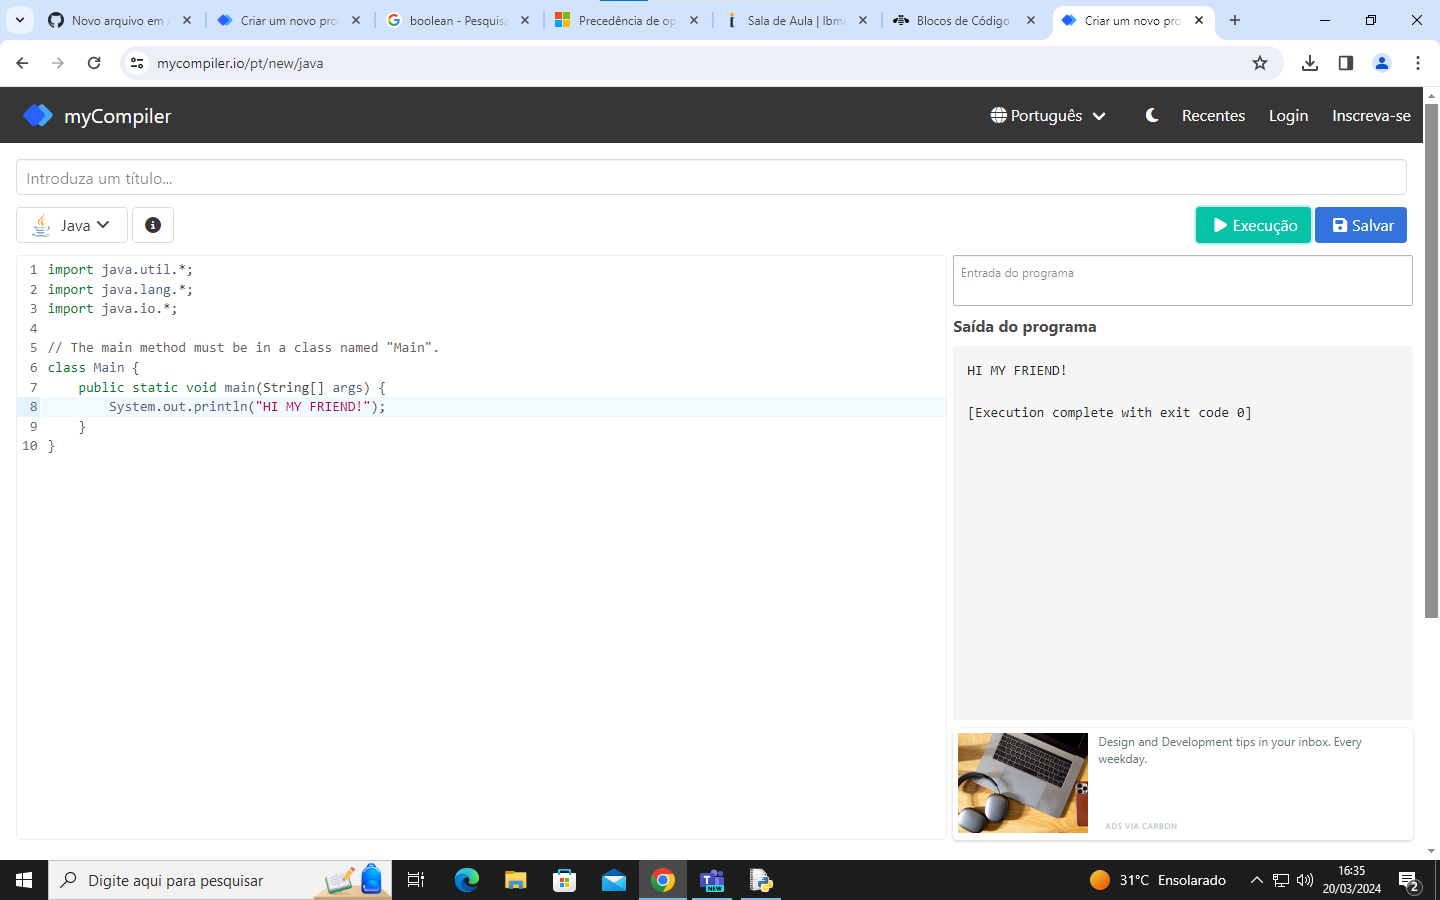 Novo arquivo em
Criar um novo pro
boolean - Pesquisa
Precedência de op
Sala de Aula | Ibme
Blocos de Código
Criar um novo pro
mycompiler.io/pt/new/java
myCompiler
Português
Recentes
Login
Inscreva-se
Introduza um título...
Java
Execução
Salvar
1 import java.util.*;
2 import java.lang.*;
3 import java.io.*;
4
5 // The main method must be in a class named "Main".
6 class Main {
7 public static void main(String[] args) {
8 System.out.println("HI MY FRIEND!");
9 }
10 }
Entrada do programa
Saída do programa
HI MY FRIEND!
[Execution complete with exit code 0]
Design and Development tips in your inbox. Every
weekday.
ADS VIA CARBON
Digite aqui para pesquisar
NEW
31°C Ensolarado
16:35
20/03/2024
2